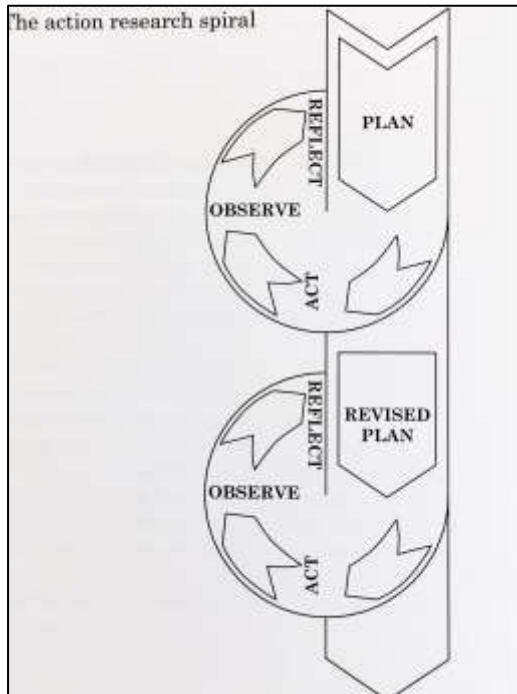 The action research spiral
PLAN
REFLECT
OBSERVE
ACT
REFLECT
REVISED
PLAN
OBSERVE
ACT